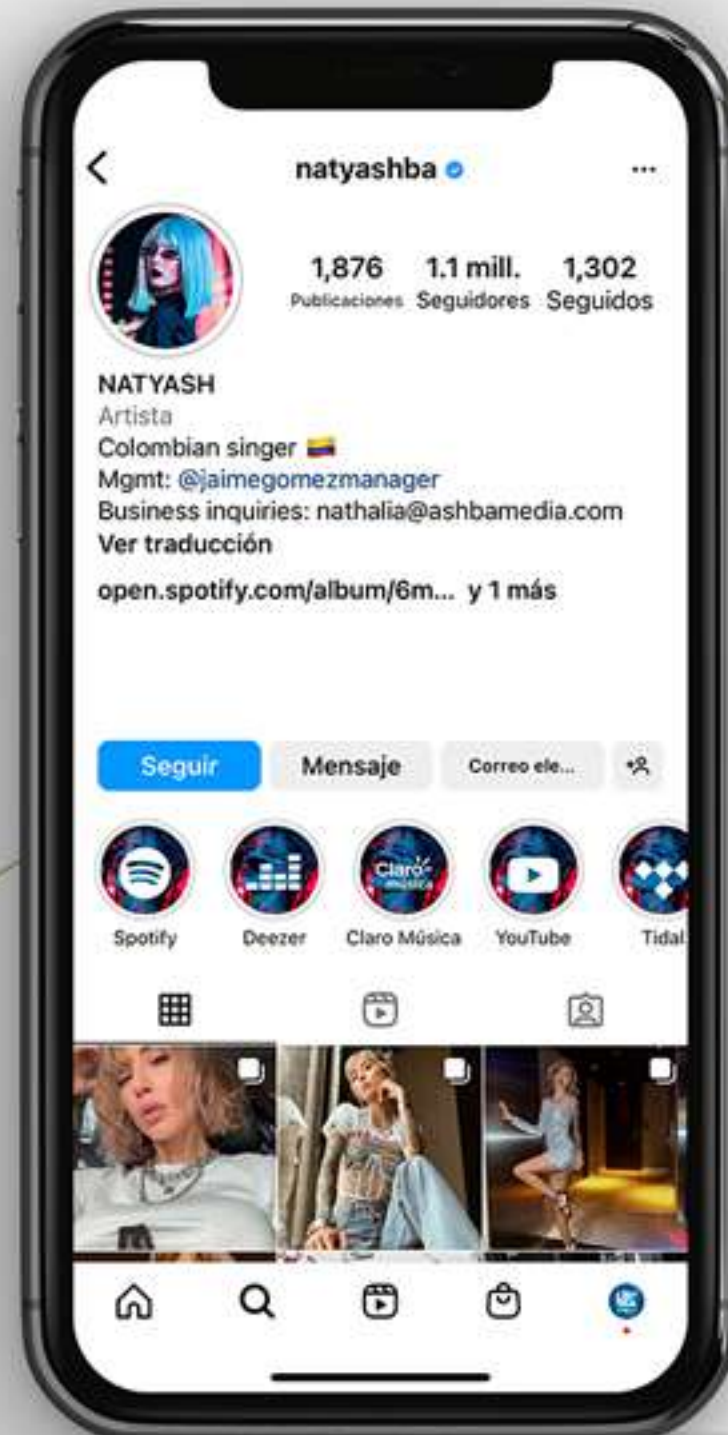 natyashba
1,876 1.1 mill. 1,302
Publicaciones Seguidores Seguidos
NATYASH
Artista
Colombian singer
Mgmt: @jaimegomezmanager
Business inquiries: nathalia@ashbamedia.com
Ver traducción
open.spotify.com/album/6m... y 1 más
Seguir Mensaje Correo ele...
Claro música
Spotify Deezer Claro Música YouTube Tidal